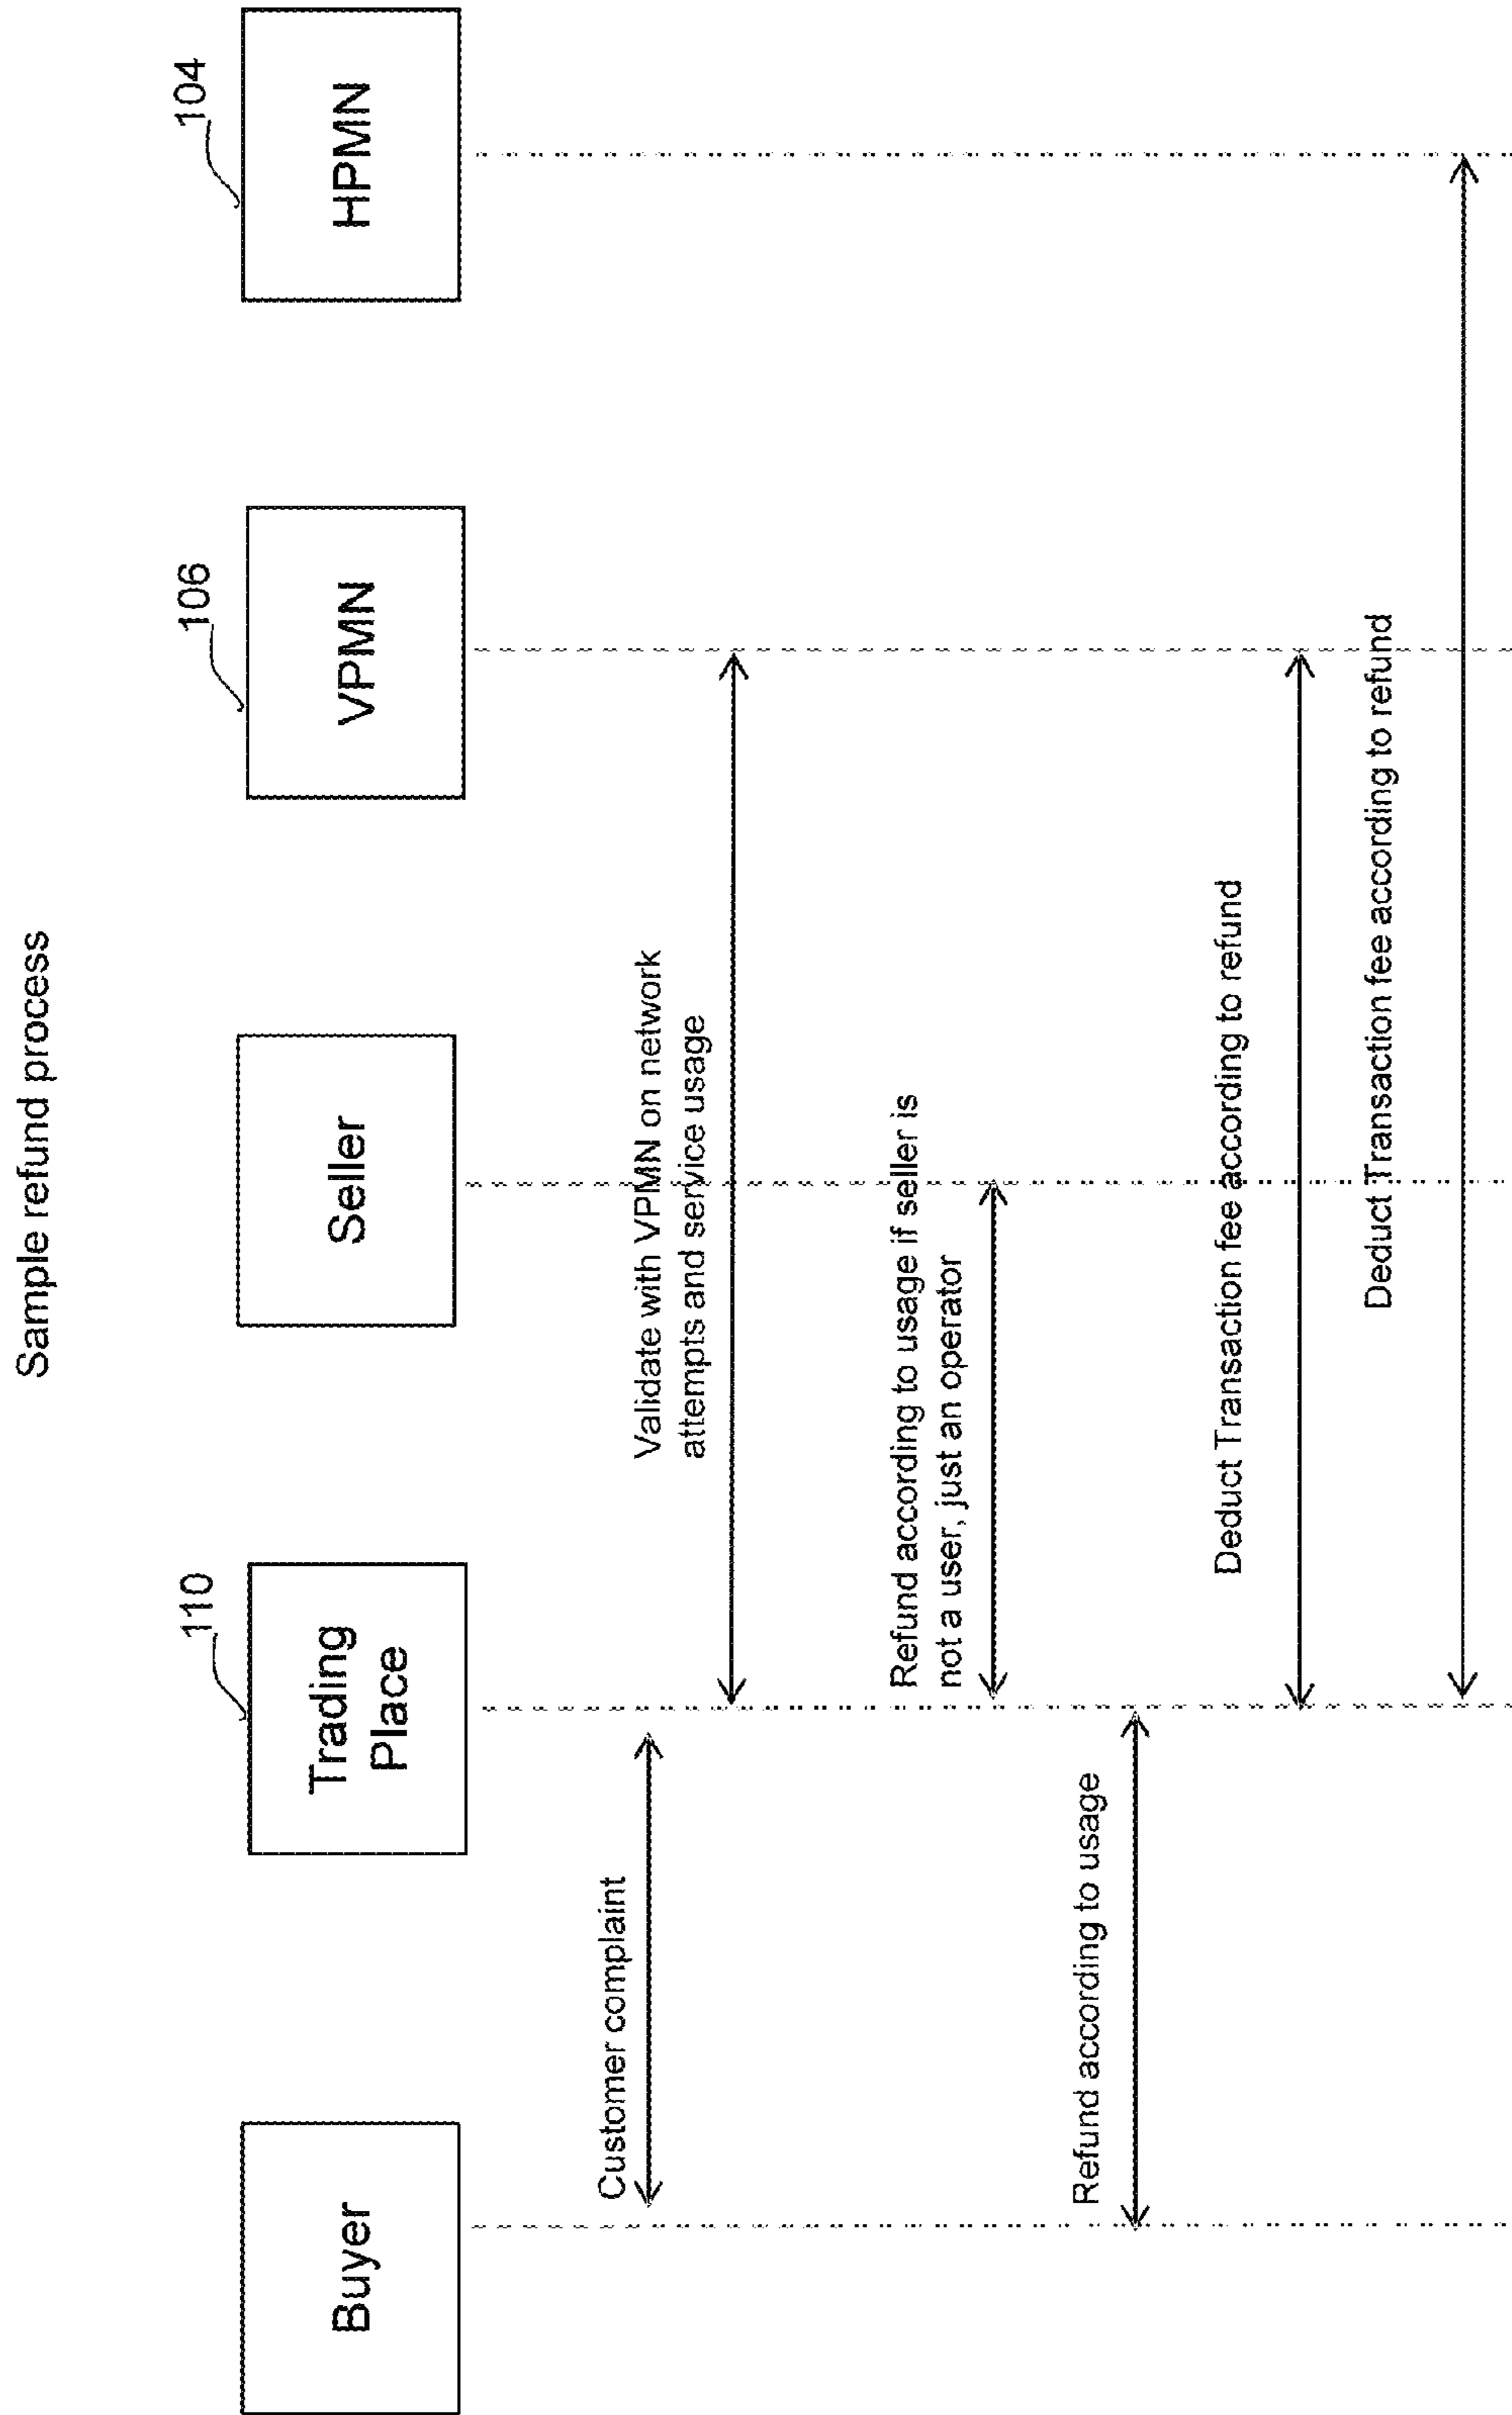 Sample refund process
110
106
104
Buyer
Trading
Place
Seller
VPMN
HPMN
Customer complaint
Validate with VPMN on network
attempts and service usage
Refund according to usage if seller is
not a user, just an operator
Refund according to usage
Deduct Transaction fee according to refund
Deduct Transaction fee according to refund